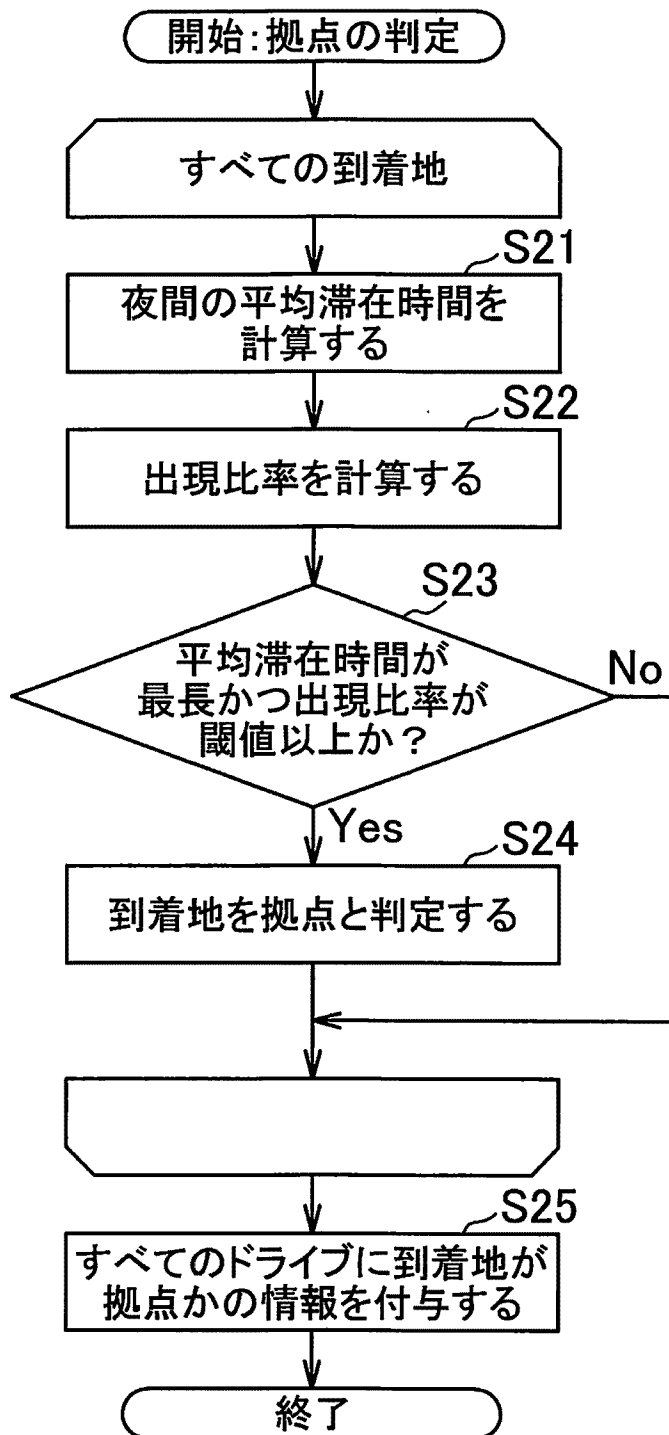 開始:拠点の判定
すべての到着地
S21
夜間の平均滞在時間を
計算する
S22
出現比率を計算する
S23
平均滞在時間が
最長かつ出現比率が
閾値以上か?
No
Yes
S24
到着地を拠点と判定する
S25
すべてのドライブに到着地が
拠点かの情報を付与する
終了